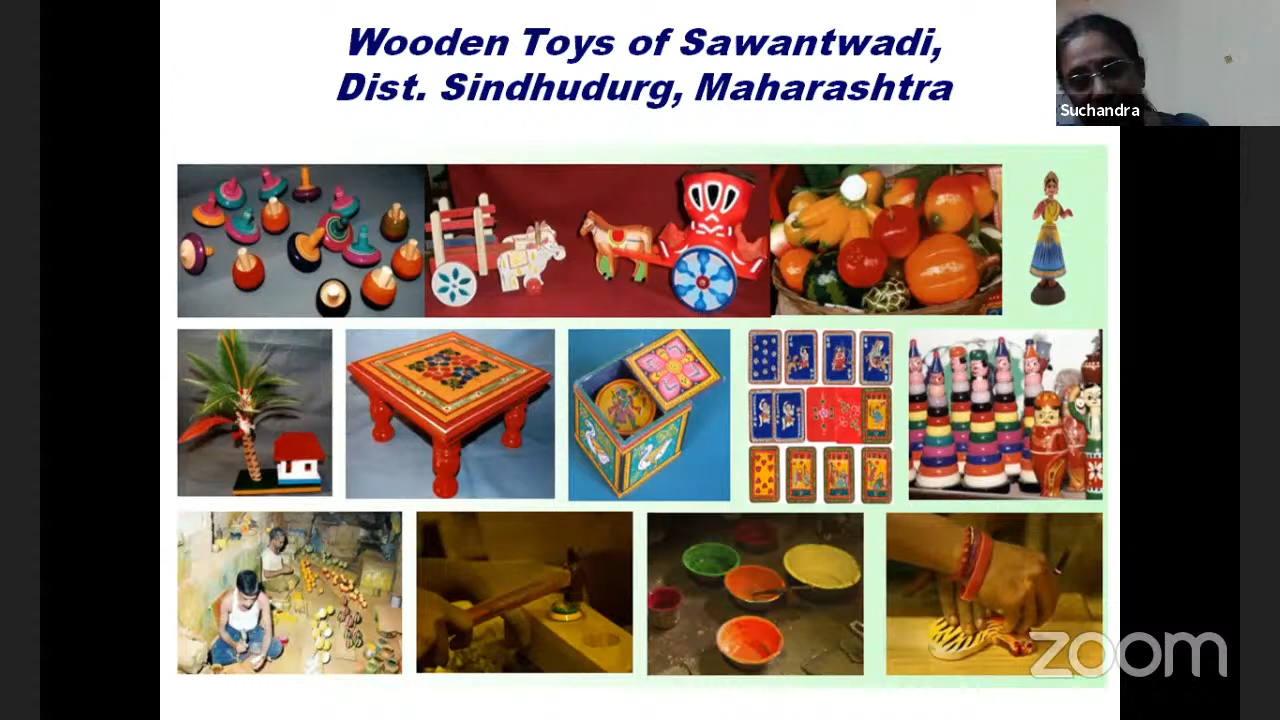 Wooden Toys of Sawantwadi,
Dist. Sindhudurg, Maharashtra
Suchandra
zoom